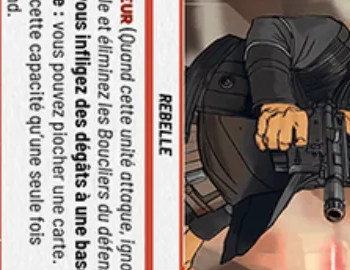 REBELLE
EUR (Quand cette unité attaque, igno
le et éliminez les Boucliers du défen
vous infligez des dégâts à une bas
e : vous pouvez piocher une carte.
cette capacité qu'une seule fois
nd.